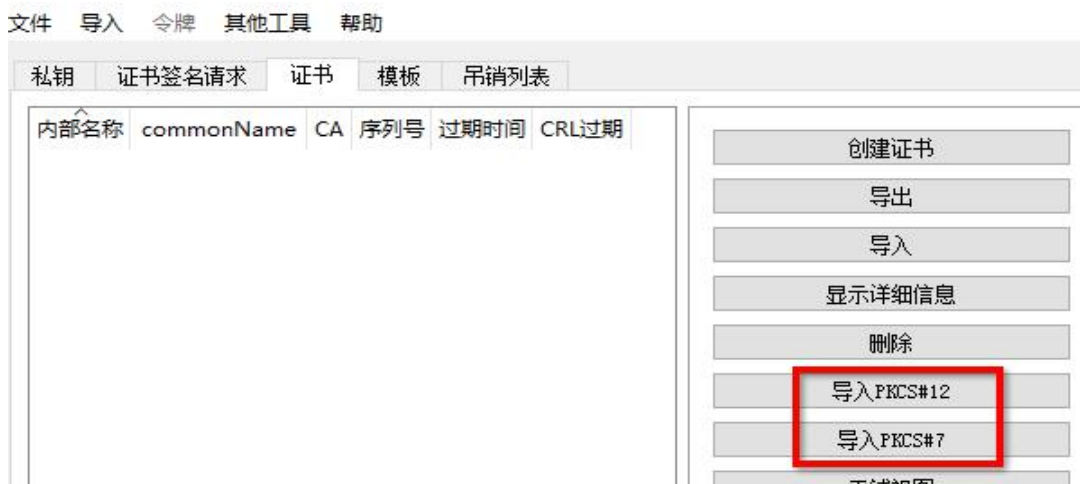 文件 导入 令牌 其他工具 帮助
私钥 证书签名请求 证书 模板 吊销列表
内部名称 commonName CA 序列号 过期时间 CRL过期
创建证书
导出
导入
显示详细信息
删除
导入PKCS#12
导入PKCS#7